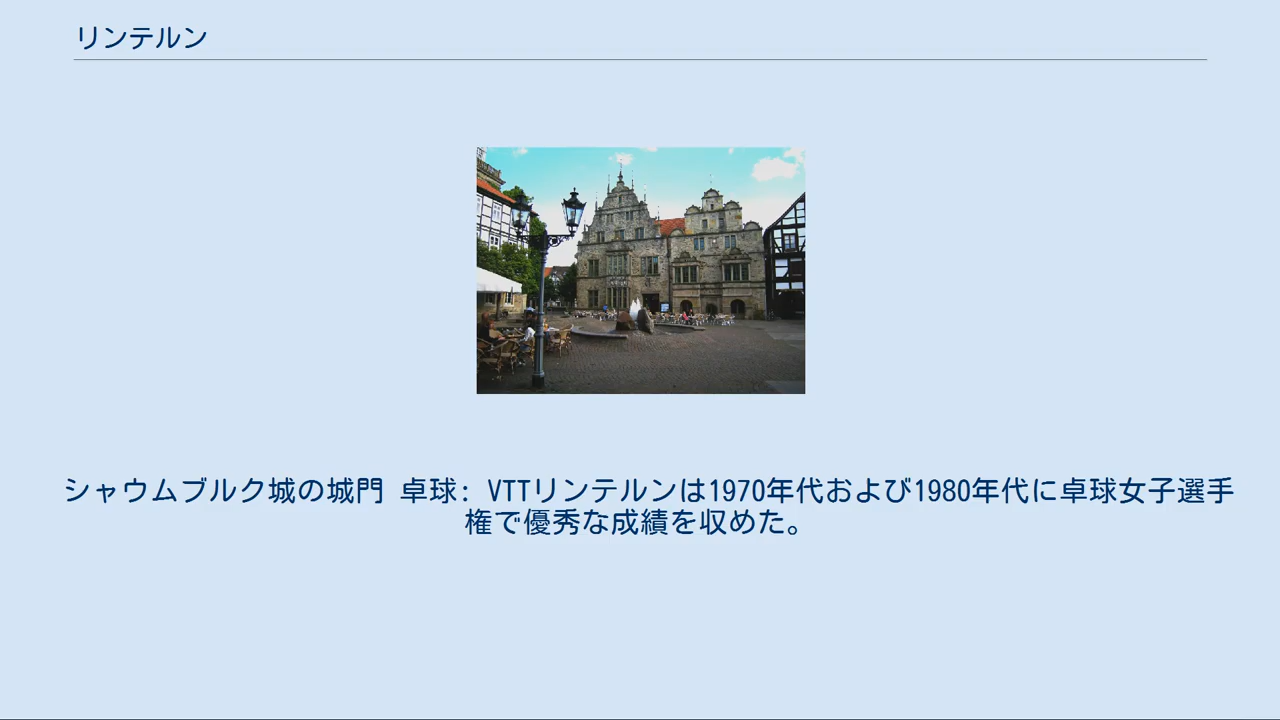 リンテルン
シャウムブルク城の城門 卓球: VTTリンテルンは1970年代および1980年代に卓球女子選手
権で優秀な成績を収めた。